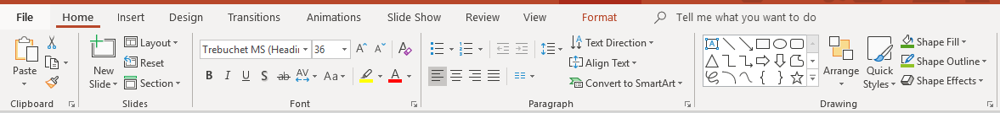 File Home Insert Design Transitions Animations Slide Show Review View Format Tell me what you want to do
Paste
Clipboard
New Slide
Layout
Reset
Section
Slides
Trebuchet MS (Headi 36 A A A
B I U S abc AV Aa A
Font
Text Direction
Align Text
Convert to SmartArt
Paragraph
A
Arrange
Quick Styles
Shape Fill
Shape Outline
Shape Effects
Drawing